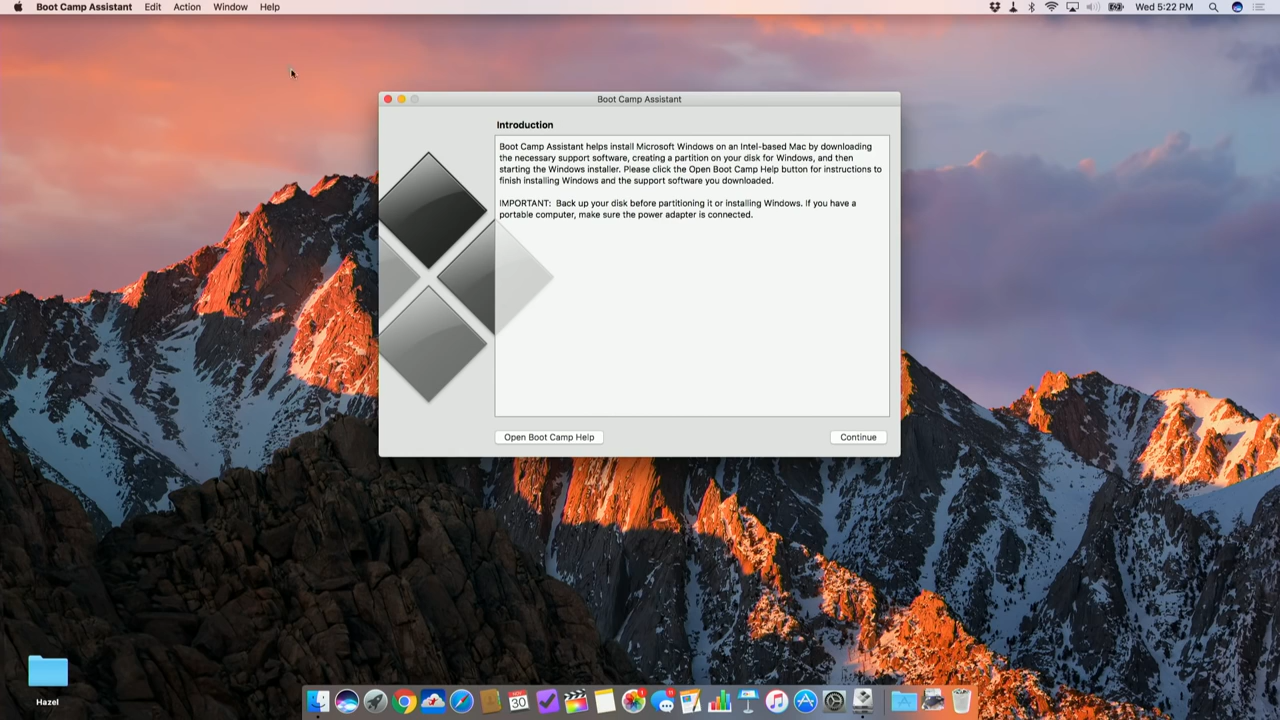 Boot Camp Assistant Edit Action Window Help Wed 5:22 PM
Boot Camp Assistant
Introduction
Boot Camp Assistant helps install Microsoft Windows on an Intel-based Mac by downloading
the necessary support software, creating a partition on your disk for Windows, and then
starting the Windows installer. Please click the Open Boot Camp Help button for instructions to
finish installing Windows and the support software you downloaded.
IMPORTANT: Back up your disk before partitioning it or installing Windows. If you have a
portable computer, make sure the power adapter is connected.
Open Boot Camp Help Continue
Hazel
30